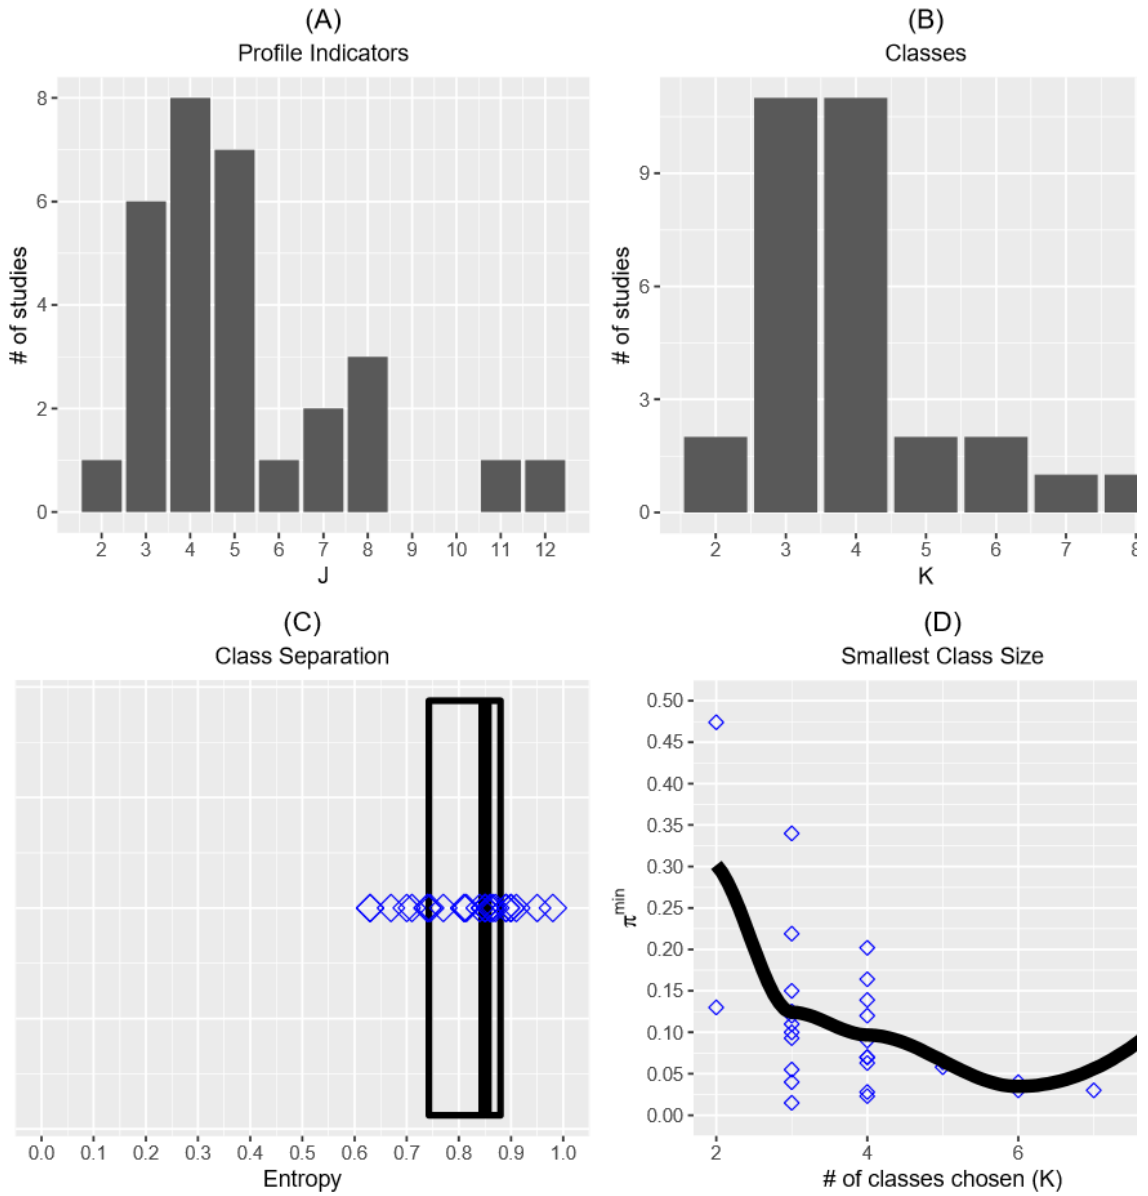 (A)
Profile Indicators
# of studies
8
6
4
2
0
2 3 4 5 6 7 8 9 10 11 12
J
(B)
Classes
# of studies
9
6
3
0
2 3 4 5 6 7 8
K
(C)
Class Separation
0.0 0.1 0.2 0.3 0.4 0.5 0.6 0.7 0.8 0.9 1.0
Entropy
(D)
Smallest Class Size
π^min
0.50
0.45
0.40
0.35
0.30
0.25
0.20
0.15
0.10
0.05
0.00
2 4 6
# of classes chosen (K)